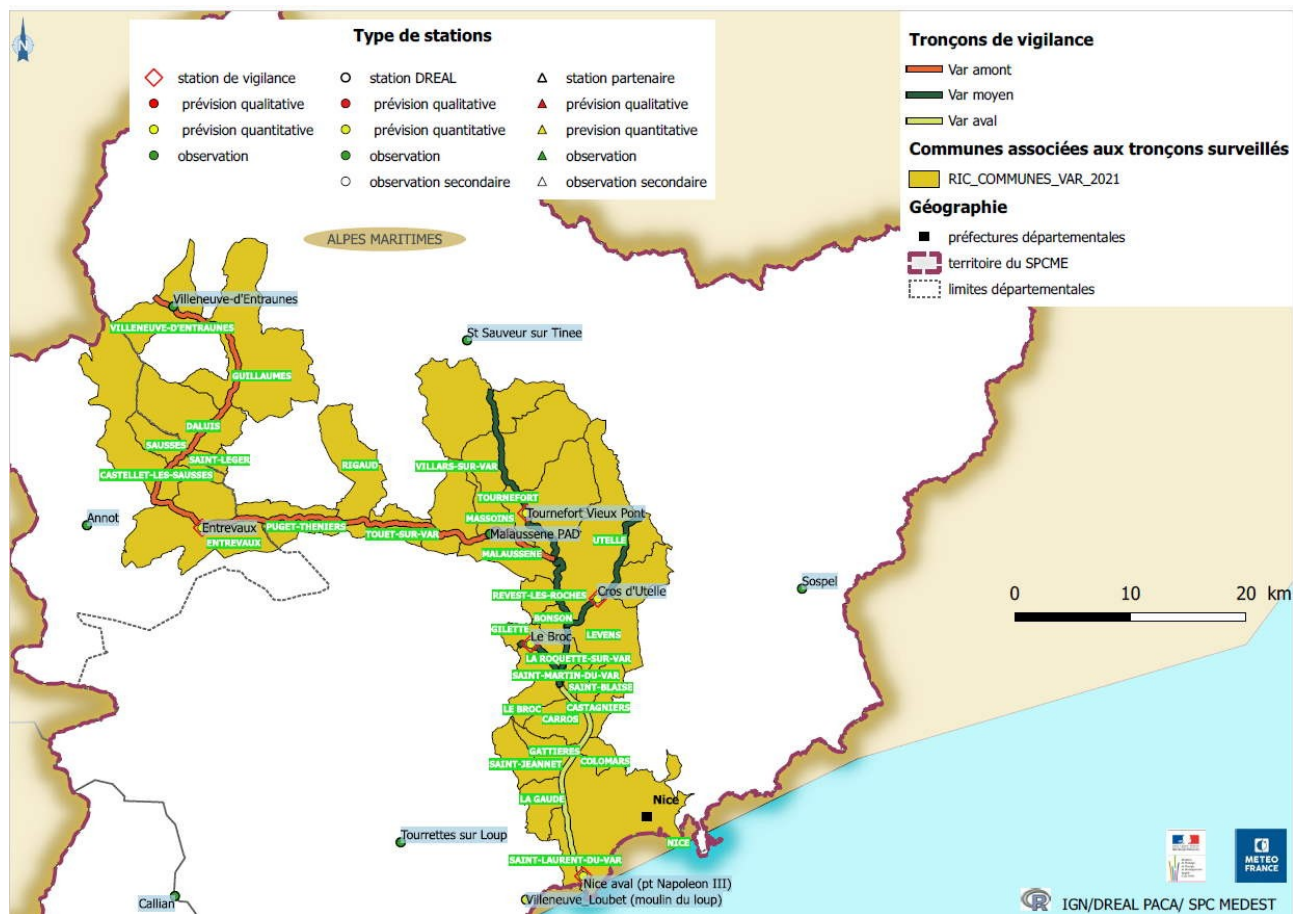 N
Type de stations
station de vigilance
prévision qualitative
prévision quantitative
observation
station DREAL
prévision qualitative
prévision quantitative
observation
observation secondaire
station partenaire
prévision qualitative
prevision quantitative
observation
observation secondaire
Tronçons de vigilance
Var amont
Var moyen
Var aval
Communes associées aux tronçons surveillés
RIC_COMMUNES_VAR_2021
Géographie
préfectures départementales
territoire du SPCME
limites départementales
ALPES MARITIMES
Villeneuve-d'Entraunes
VILLENEUVE-D'ENTRAUNES
St Sauveur sur Tinee
GUILLAUMES
DALUIS
SAUSSES
SAINT-LEGER
CASTELLET-LES-SAUSSES
RIGAUD
VILLARS-SUR-VAR
TOURNEFORT
MASSOINS
Tournefort Vieux Pont
Annot
Entrevaux
ENTREVAUX
PUGET-THENIERS
TOUET-SUR-VAR
Malaussene PAD
UTELLE
MALAUSSENE
Sospel
REVEST-LES-ROCHES
Cros d'Utelle
BONSON
GILETTE
LEVENS
Le Broc
LA ROQUETTE-SUR-VAR
SAINT-MARTIN-DU-VAR
SAINT-BLAISE
LE BROC
CASTAGNIERS
CARROS
GATTIERES
SAINT-JEANNET
COLOMARS
LA GAUDE
Nice
NICE
Tourrettes sur Loup
SAINT-LAURENT-DU-VAR
Nice aval (pt Napoleon III)
Villeneuve_Loubet (moulin du loup)
Callian
0 10 20 km
METEO
FRANCE
IGN/DREAL PACA/ SPC MEDEST